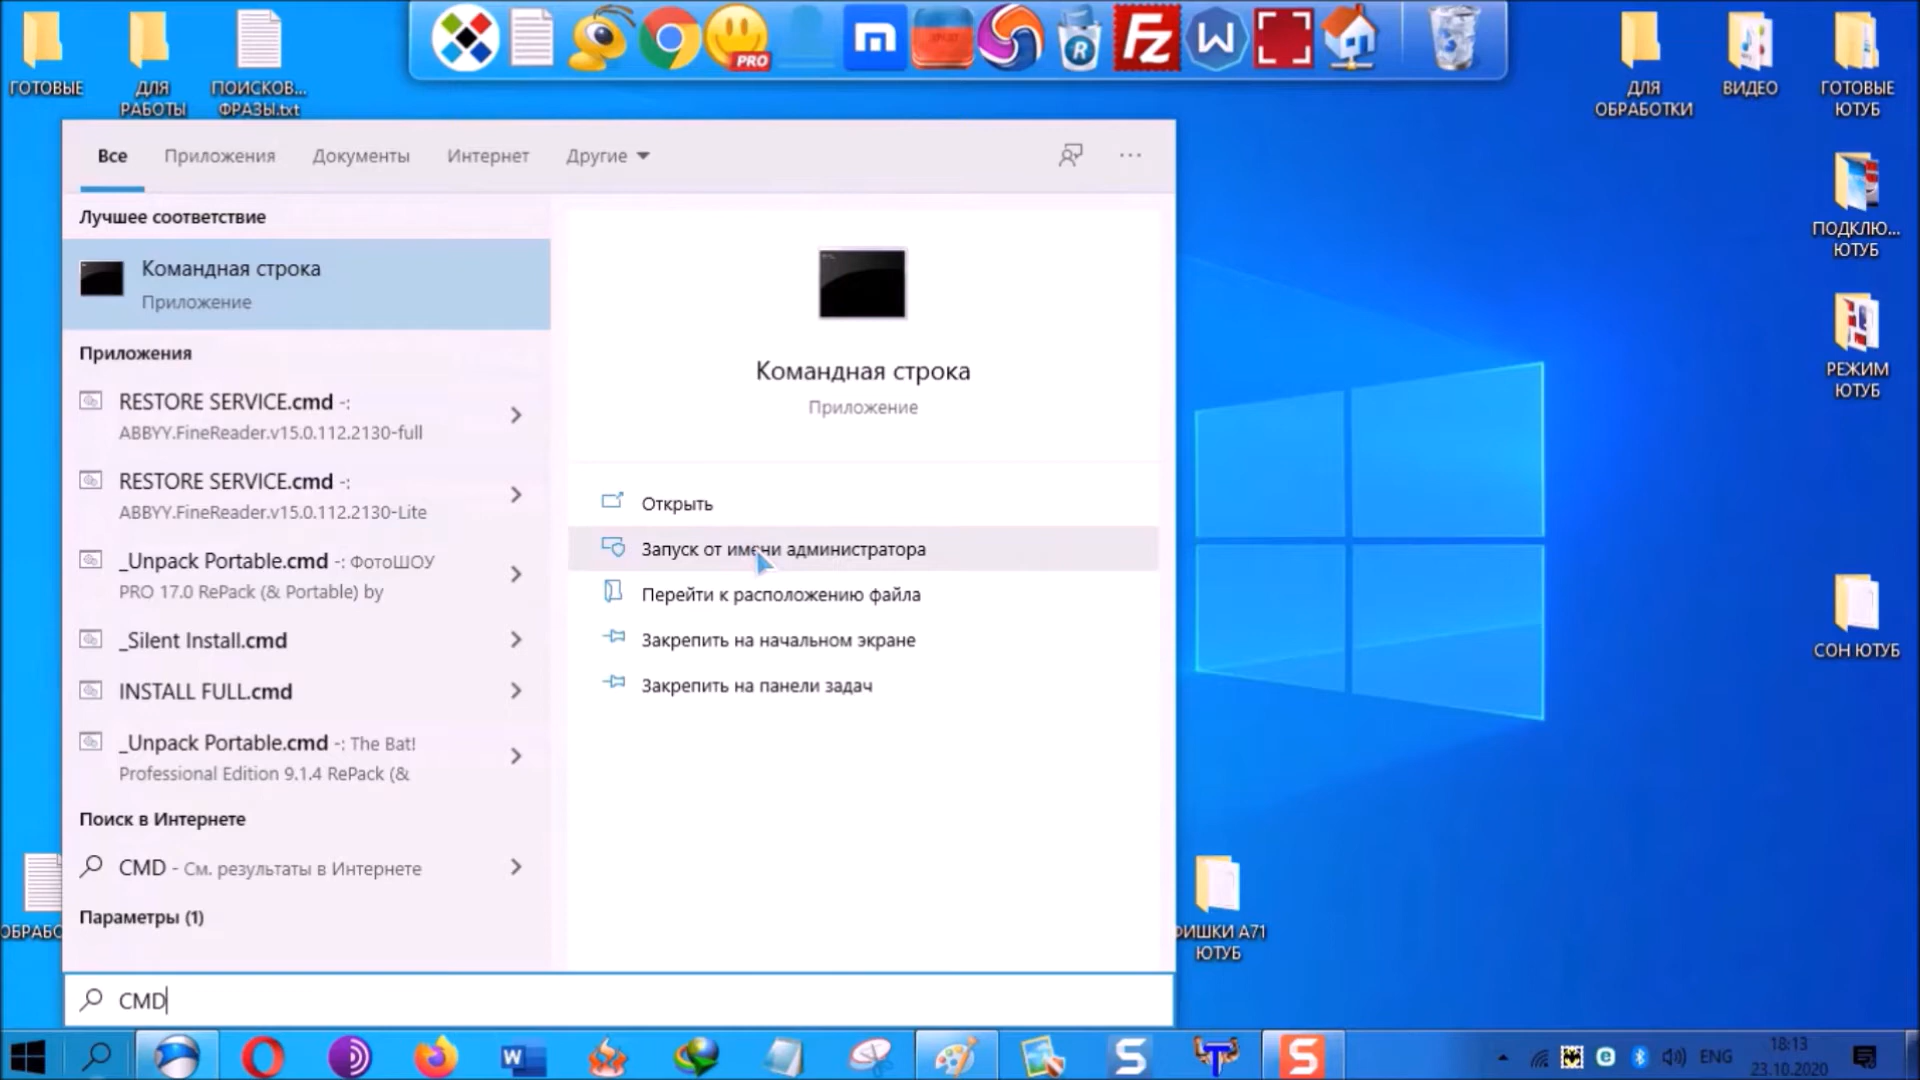 ГОТОВЫЕ
ДЛЯ
РАБОТЫ
ПОИСКОВ...
ФРАЗЫ.txt
PRO
ДЛЯ
ОБРАБОТКИ
ВИДЕО
ГОТОВЫЕ
ЮТУБ
Все
Приложения
Документы
Интернет
Другие
Лучшее соответствие
Командная строка
Приложение
Приложения
RESTORE SERVICE.cmd -:
ABBYY.FineReader.v15.0.112.2130-full
RESTORE SERVICE.cmd -:
ABBYY.FineReader.v15.0.112.2130-Lite
_Unpack Portable.cmd -: ФотоШОУ
PRO 17.0 RePack (& Portable) by
_Silent Install.cmd
INSTALL FULL.cmd
_Unpack Portable.cmd -: The Bat!
Professional Edition 9.1.4 RePack (&
Поиск в Интернете
CMD - См. результаты в Интернете
Параметры (1)
CMD
Командная строка
Приложение
Открыть
Запуск от имени администратора
Перейти к расположению файла
Закрепить на начальном экране
Закрепить на панели задач
ПОДКЛЮ...
ЮТУБ
РЕЖИМ
ЮТУБ
СОН ЮТУБ
ФИШКИ А71
ЮТУБ
ENG
18:13
23.10.2020